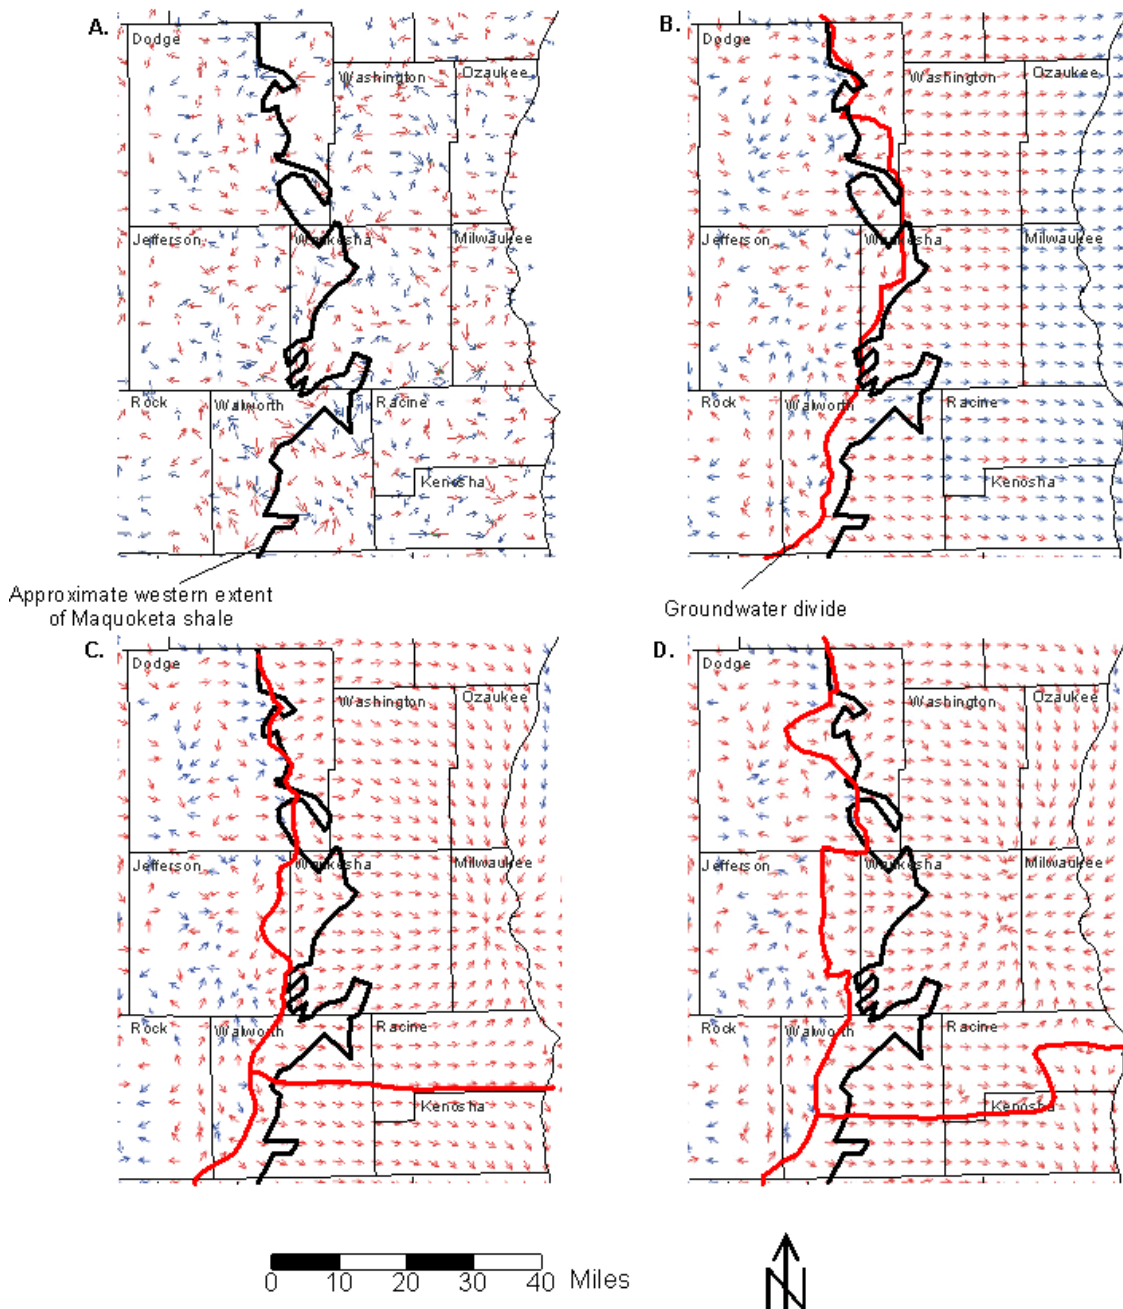 A.
Dodge
Washington
Ozaukee
Jefferson
Waukesha
Milwaukee
Rock
Walworth
Racine
Kenosha
B.
Dodge
Washington
Ozaukee
Jefferson
Waukesha
Milwaukee
Rock
Walworth
Racine
Kenosha
Approximate western extent
of Maquoketa shale
Groundwater divide
C.
Dodge
Washington
Ozaukee
Jefferson
Waukesha
Milwaukee
Rock
Walworth
Racine
Kenosha
D.
Dodge
Washington
Ozaukee
Jefferson
Waukesha
Milwaukee
Rock
Walworth
Racine
Kenosha
0 10 20 30 40 Miles
N